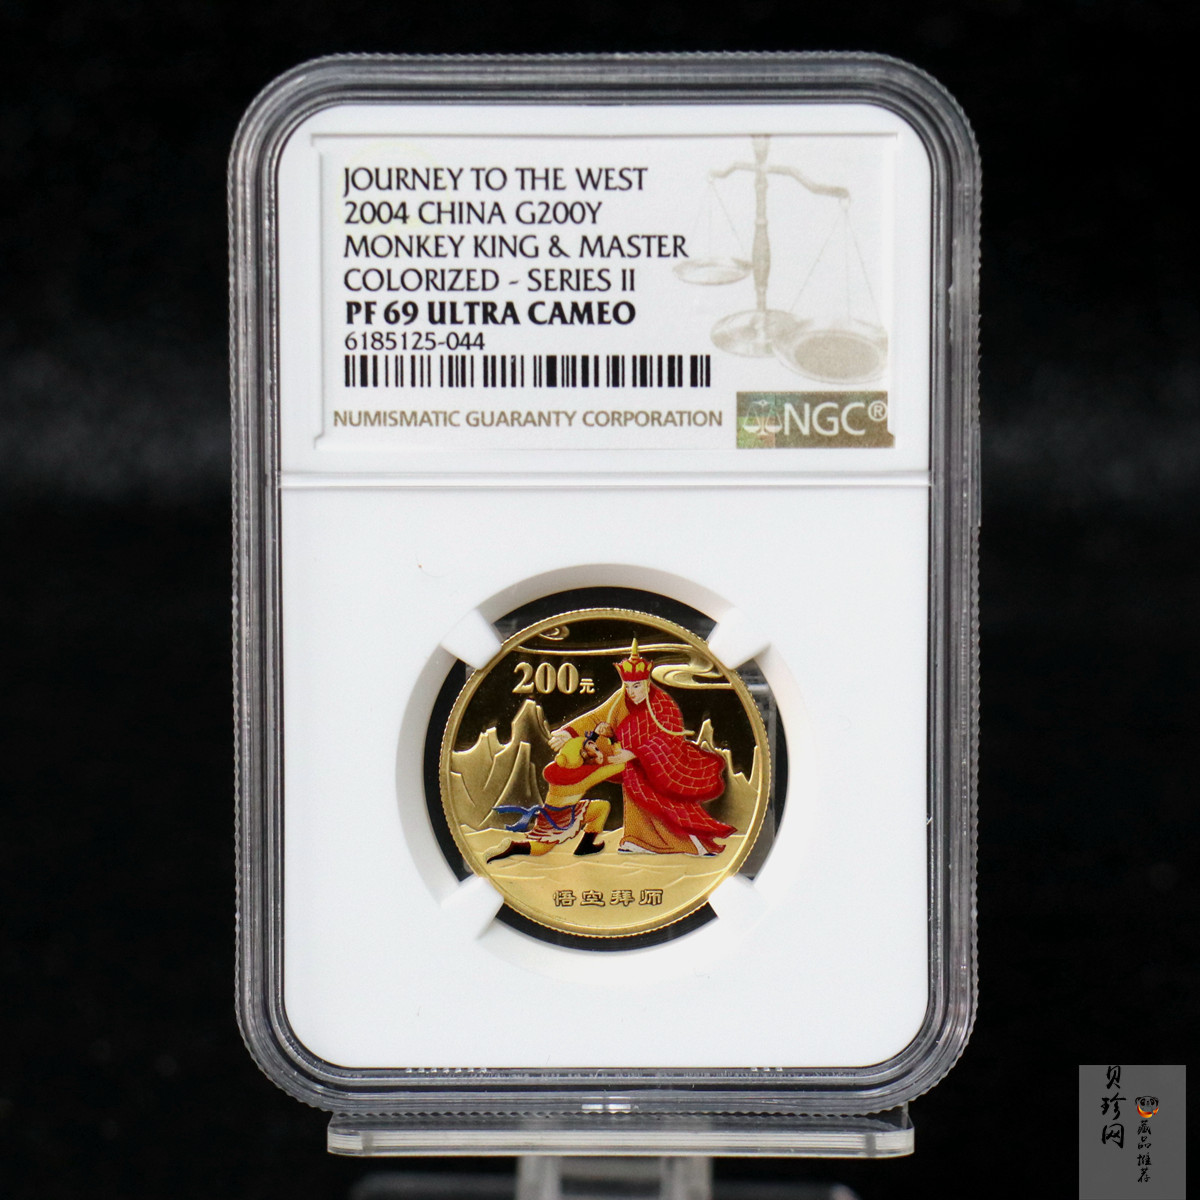 JOURNEY TO THE WEST
2004 CHINA G200Y
MONKEY KING & MASTER
COLORIZED - SERIES II
PF 69 ULTRA CAMEO
6185125-044
NUMISMATIC GUARANTY CORPORATION
NGC®
200元
悟空拜师
贝珍网
藏品推荐